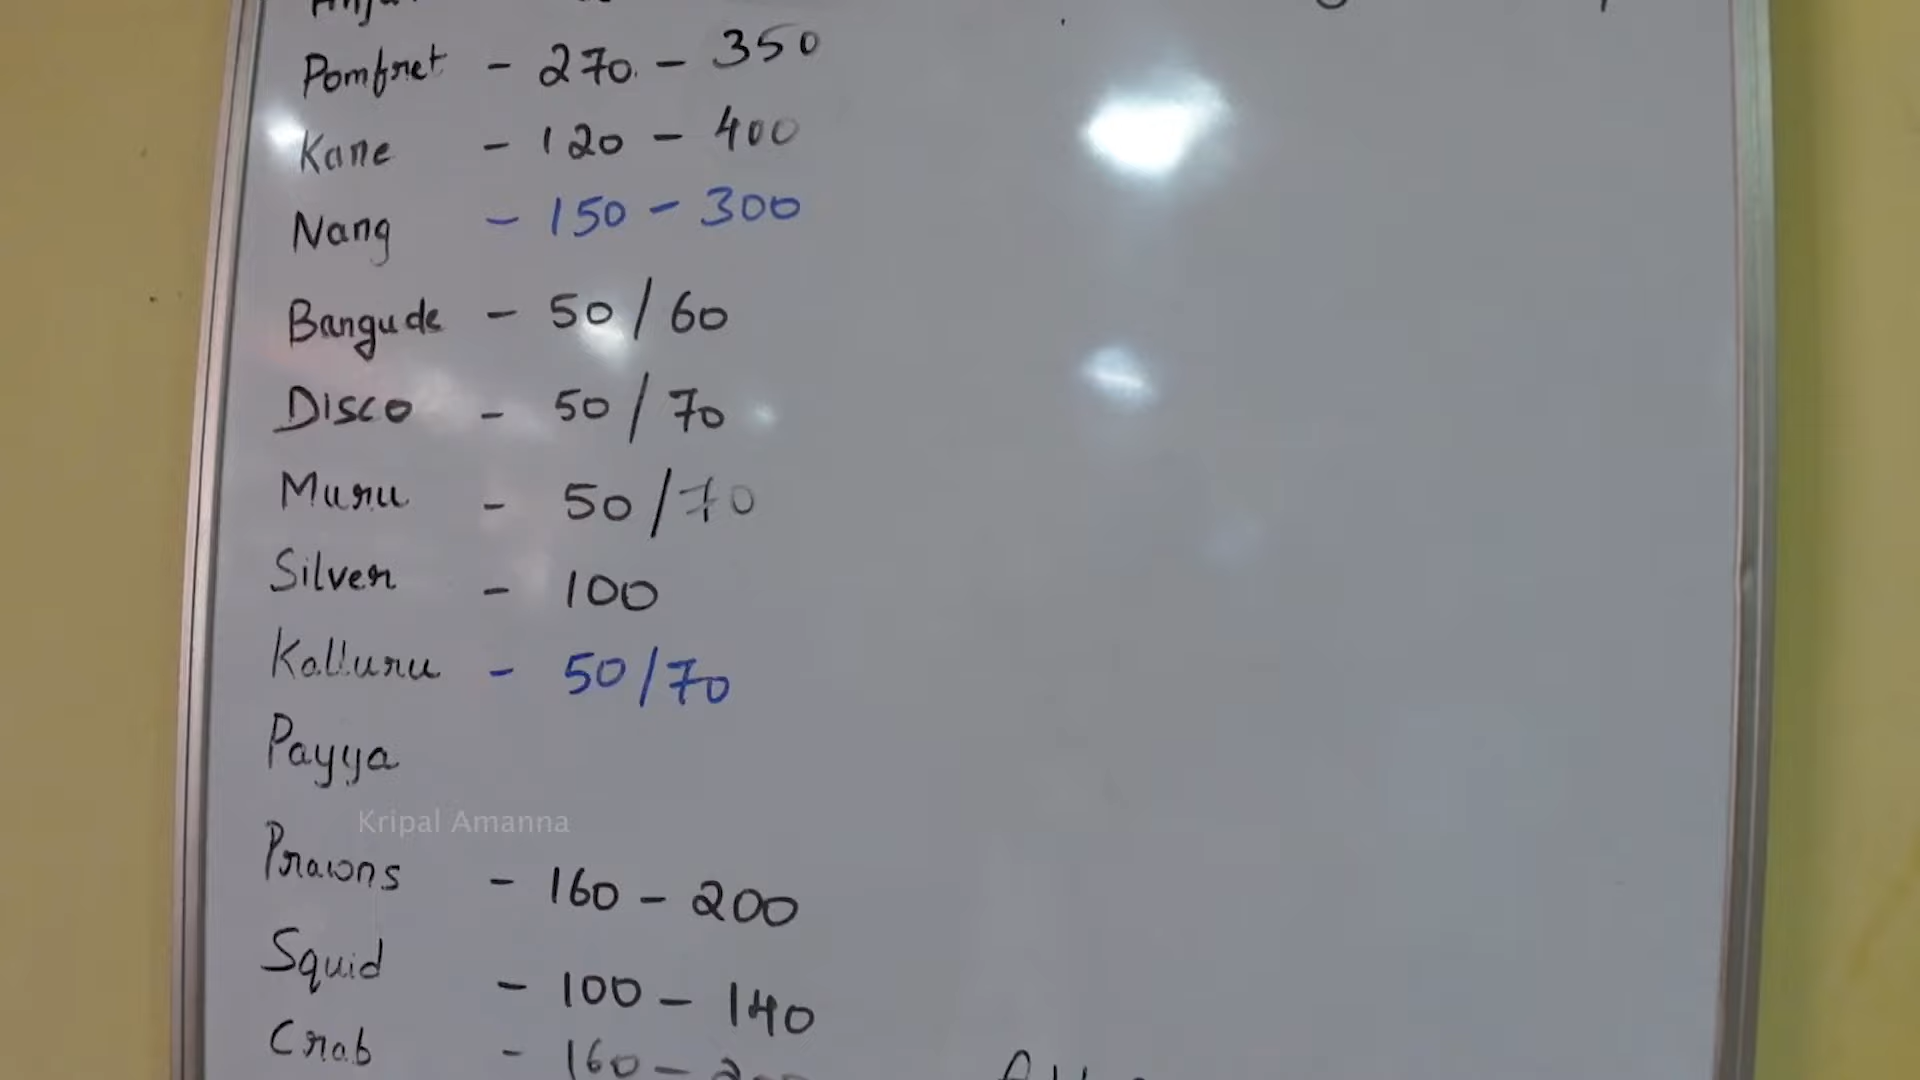 Pomfret - 270 - 350
Kane - 120 - 400
Nang - 150 - 300
Bangude - 50/60
Disco - 50/70
Muru - 50/70
Silver - 100
Kalluru - 50/70
Payya
Kripal Amanna
Prawns - 160 - 200
Squid - 100 - 140
Crab - 160 -